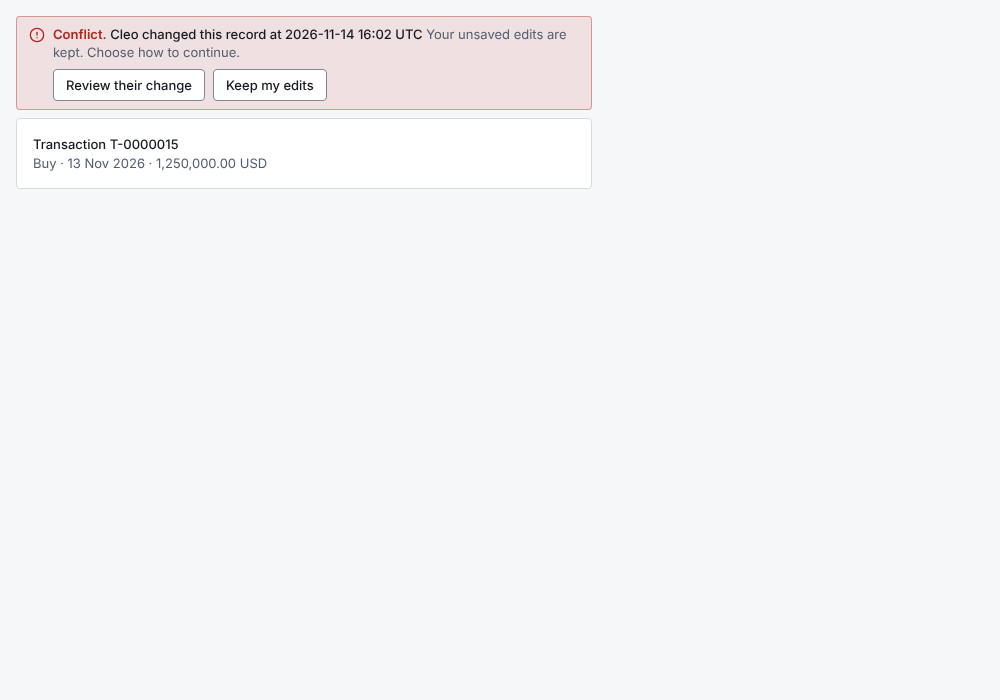 Conflict. Cleo changed this record at 2026-11-14 16:02 UTC Your unsaved edits are
kept. Choose how to continue.
Review their change
Keep my edits
Transaction T-0000015
Buy · 13 Nov 2026 · 1,250,000.00 USD